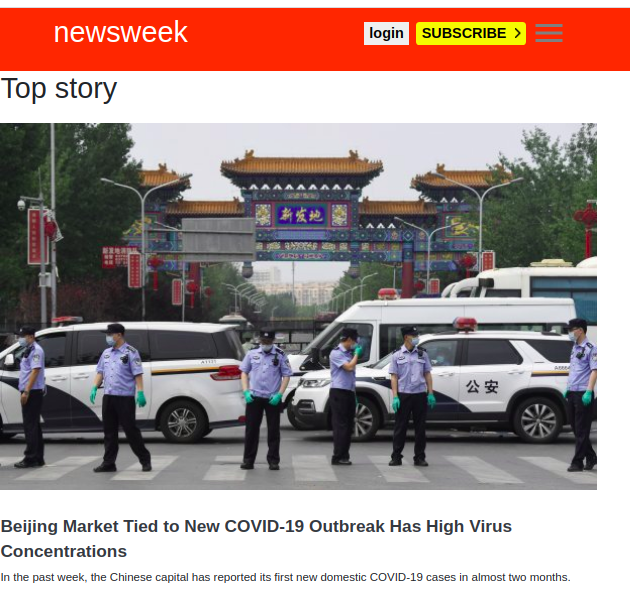 newsweek
login
SUBSCRIBE
Top story
新发地
公安
Beijing Market Tied to New COVID-19 Outbreak Has High Virus
Concentrations
In the past week, the Chinese capital has reported its first new domestic COVID-19 cases in almost two months.